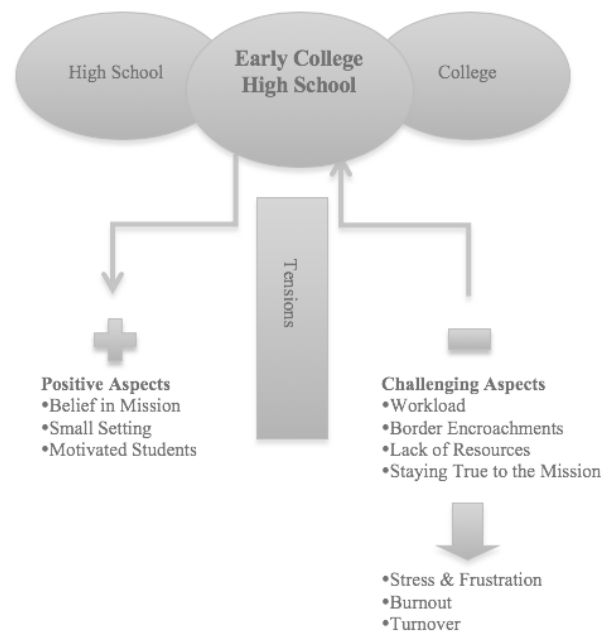 High School
Early College
High School
College
Tensions
Positive Aspects
•Belief in Mission
•Small Setting
•Motivated Students
Challenging Aspects
•Workload
•Border Encroachments
•Lack of Resources
•Staying True to the Mission
•Stress & Frustration
•Burnout
•Turnover